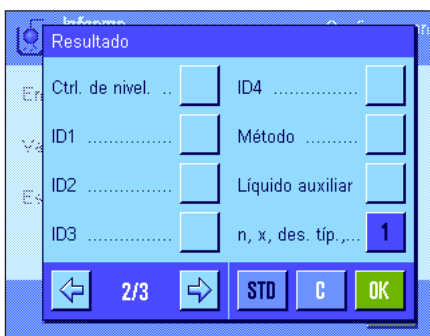 Resultado
Ctrl. de nivel. ..
ID4 ...............
ID1 ...............
Método ..........
ID2 ...............
Líquido auxiliar
ID3 ...............
n, x, des. típ.,... 1
2/3 STD C OK